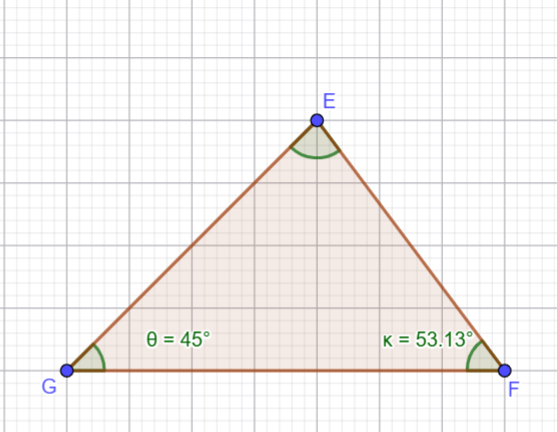 E
θ = 45°
κ = 53.13°
G
F